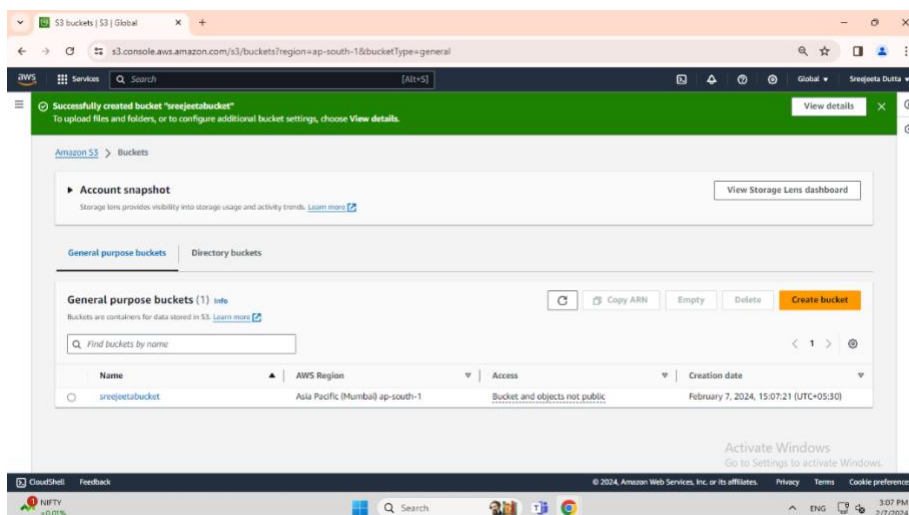 S3 buckets | S3 | Global
s3.console.aws.amazon.com/s3/buckets?region=ap-south-1&bucketType=general
aws Services Search [Alt+S] Global Sreejeeta Dutta
Successfully created bucket "sreejeetabucket"
To upload files and folders, or to configure additional bucket settings, choose View details.
View details
Amazon S3 > Buckets
Account snapshot
Storage lens provides visibility into storage usage and activity trends. Learn more
View Storage Lens dashboard
General purpose buckets Directory buckets
General purpose buckets (1) Info
Buckets are containers for data stored in S3. Learn more
Copy ARN Empty Delete Create bucket
Find buckets by name
1
Name AWS Region Access Creation date
sreejeetabucket Asia Pacific (Mumbai) ap-south-1 Bucket and objects not public February 7, 2024, 15:07:21 (UTC+05:30)
Activate Windows
Go to Settings to activate Windows.
CloudShell Feedback © 2024, Amazon Web Services, Inc. or its affiliates. Privacy Terms Cookie preference
NIFTY
+0.01%
Search
ENG
3:07 PM
2/7/2024